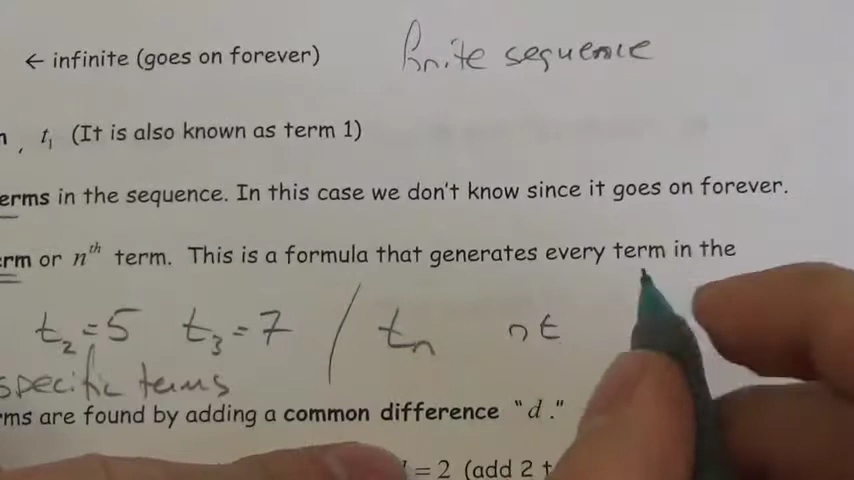 ← infinite (goes on forever) finite sequence
, t₁ (It is also known as term 1)
erms in the sequence. In this case we don't know since it goes on forever.
rm or nᵗʰ term. This is a formula that generates every term in the
t₂ = 5 t₃ = 7 / tₙ n t
specific terms
ms are found by adding a common difference "d."
= 2 (add 2 t